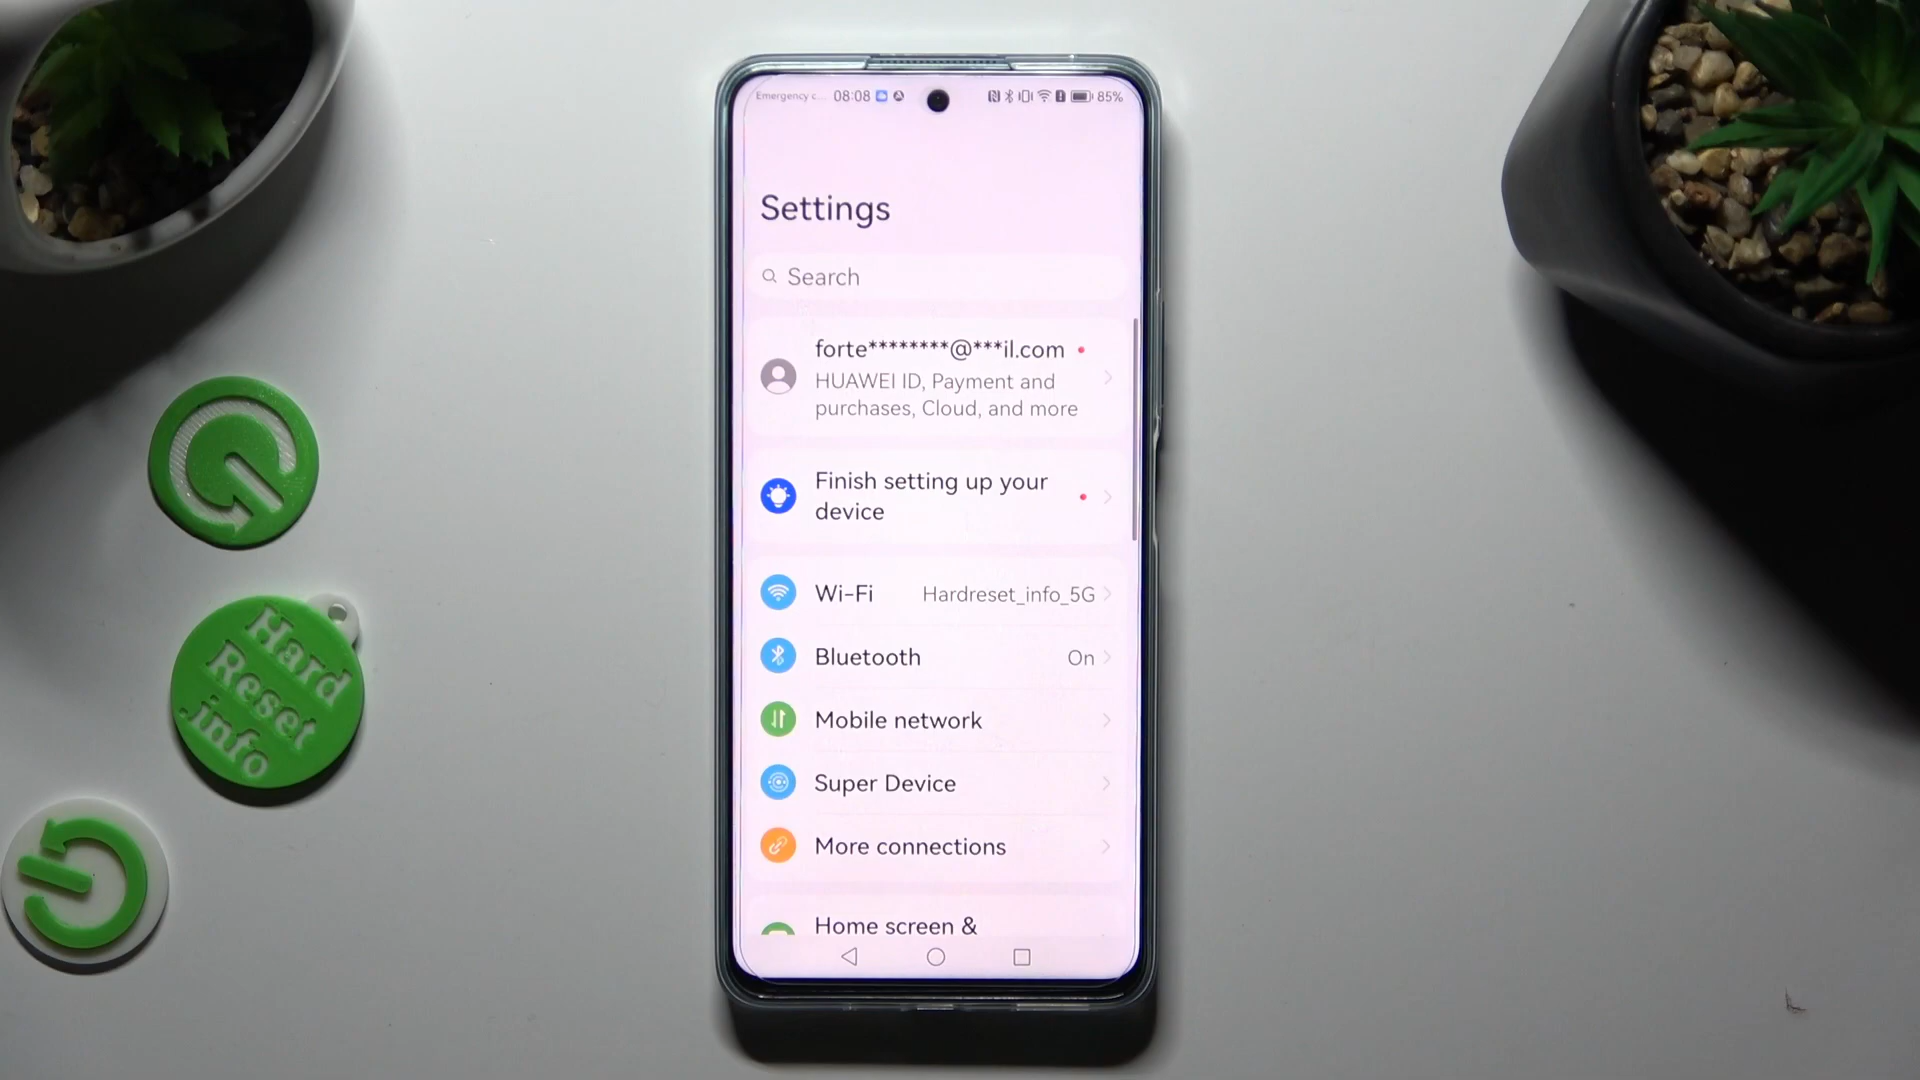 Emergency c... 08:08 85%
Settings
Search
forte********@***il.com
HUAWEI ID, Payment and
purchases, Cloud, and more
Finish setting up your
device
Wi-Fi Hardreset_info_5G
Bluetooth On
Mobile network
Super Device
More connections
Home screen &
Hard
Reset
.info